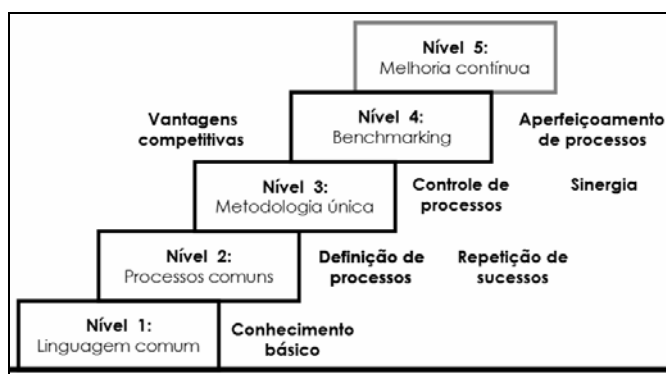 Nível 5:
Melhoria contínua
Vantagens
competitivas
Nível 4:
Benchmarking
Aperfeiçoamento
de processos
Nível 3:
Metodologia única
Controle de
processos
Sinergia
Nível 2:
Processos comuns
Definição de
processos
Repetição de
sucessos
Nível 1:
Linguagem comum
Conhecimento
básico